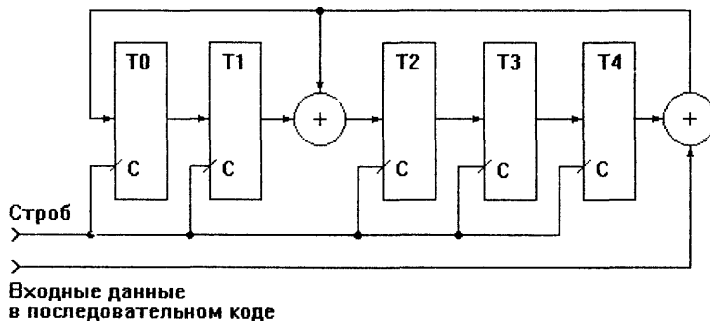 T0 T1 T2 T3 T4
+ +
C C C C C
Строб
Входные данные
в последовательном коде